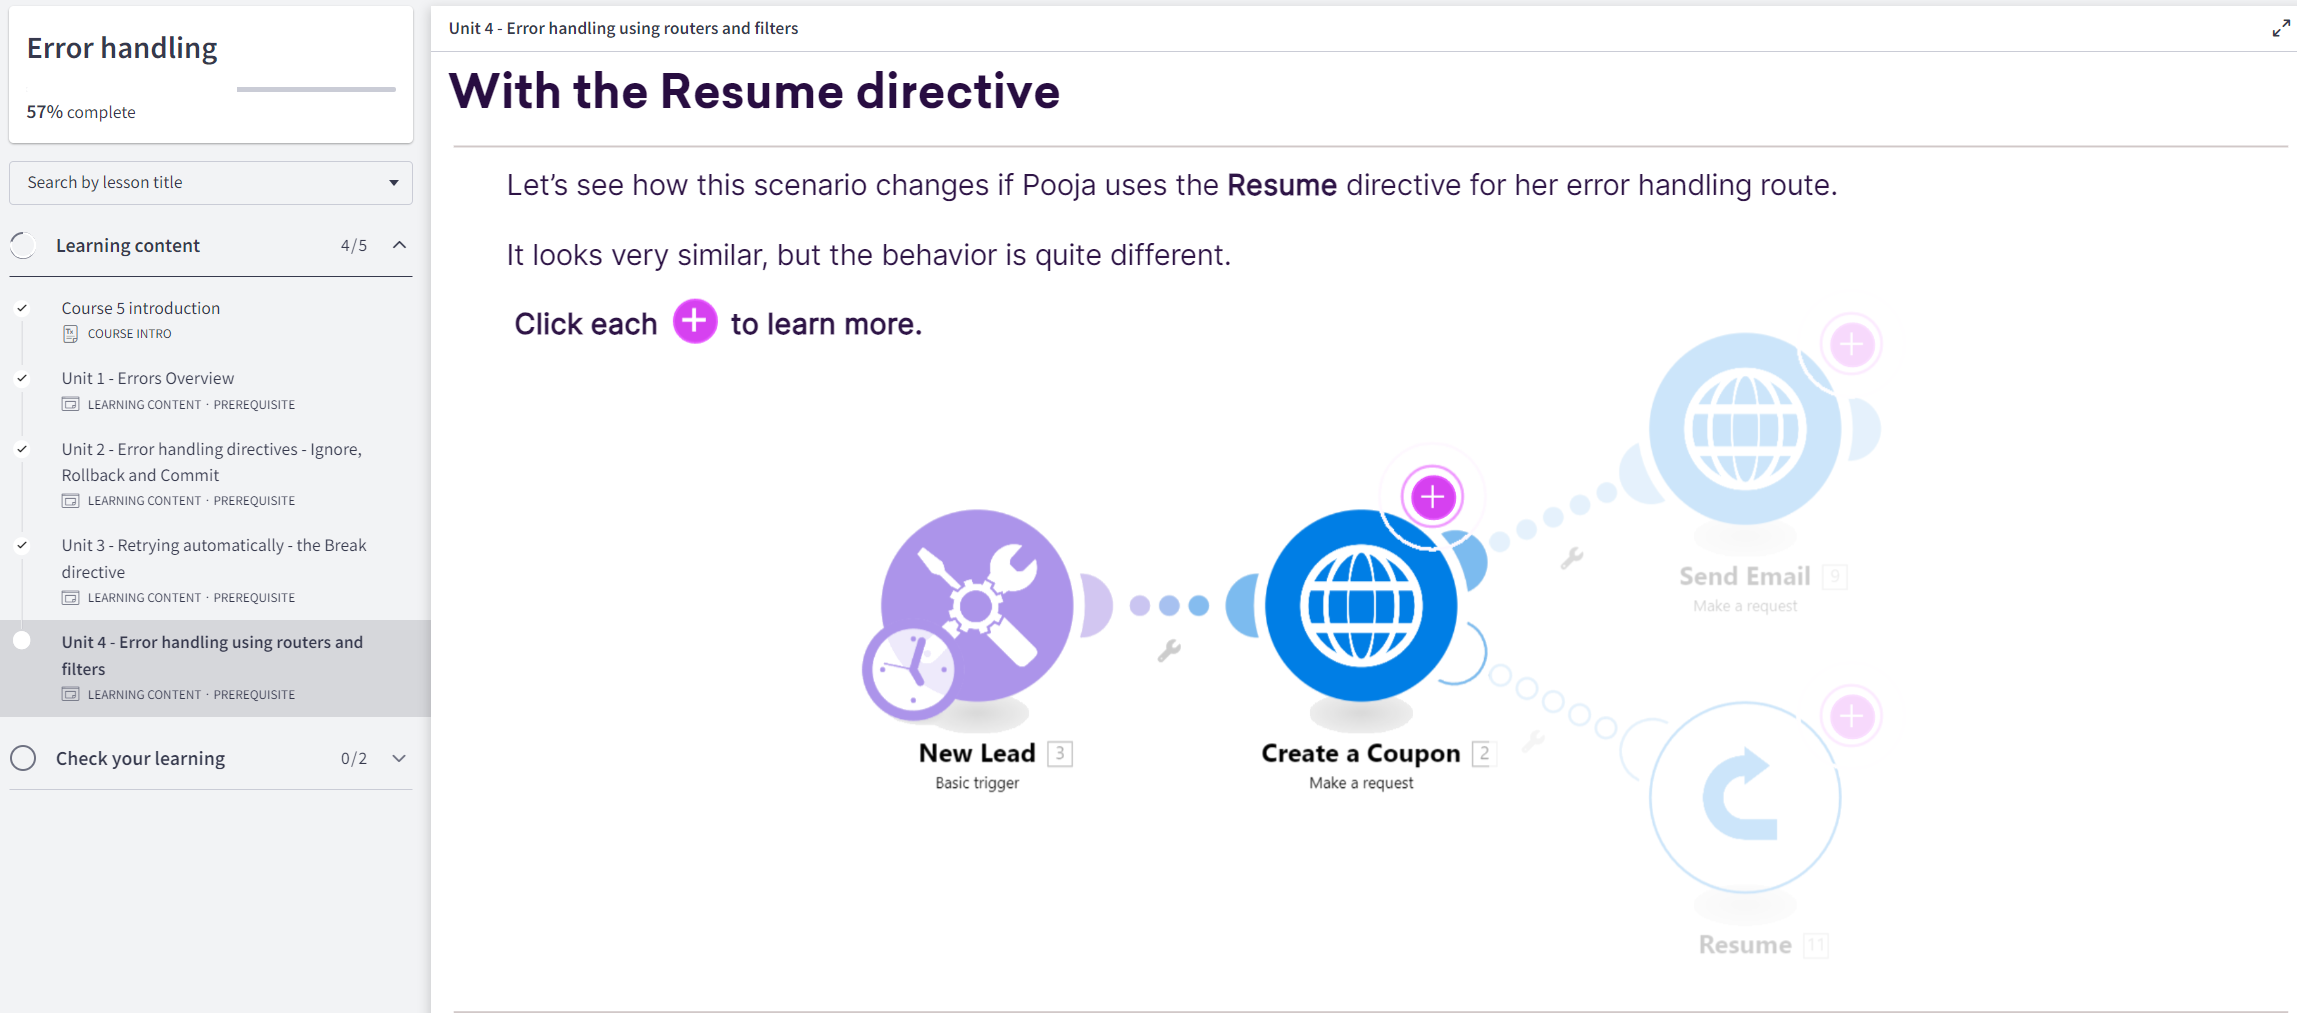 Error handling
57% complete
Search by lesson title
Learning content 4/5
Course 5 introduction
COURSE INTRO
Unit 1 - Errors Overview
LEARNING CONTENT · PREREQUISITE
Unit 2 - Error handling directives - Ignore,
Rollback and Commit
LEARNING CONTENT · PREREQUISITE
Unit 3 - Retrying automatically - the Break
directive
LEARNING CONTENT · PREREQUISITE
Unit 4 - Error handling using routers and
filters
LEARNING CONTENT · PREREQUISITE
Check your learning 0/2
Unit 4 - Error handling using routers and filters
With the Resume directive
Let’s see how this scenario changes if Pooja uses the Resume directive for her error handling route.
It looks very similar, but the behavior is quite different.
Click each + to learn more.
Send Email 9
Make a request
New Lead 3
Basic trigger
Create a Coupon 2
Make a request
Resume 11